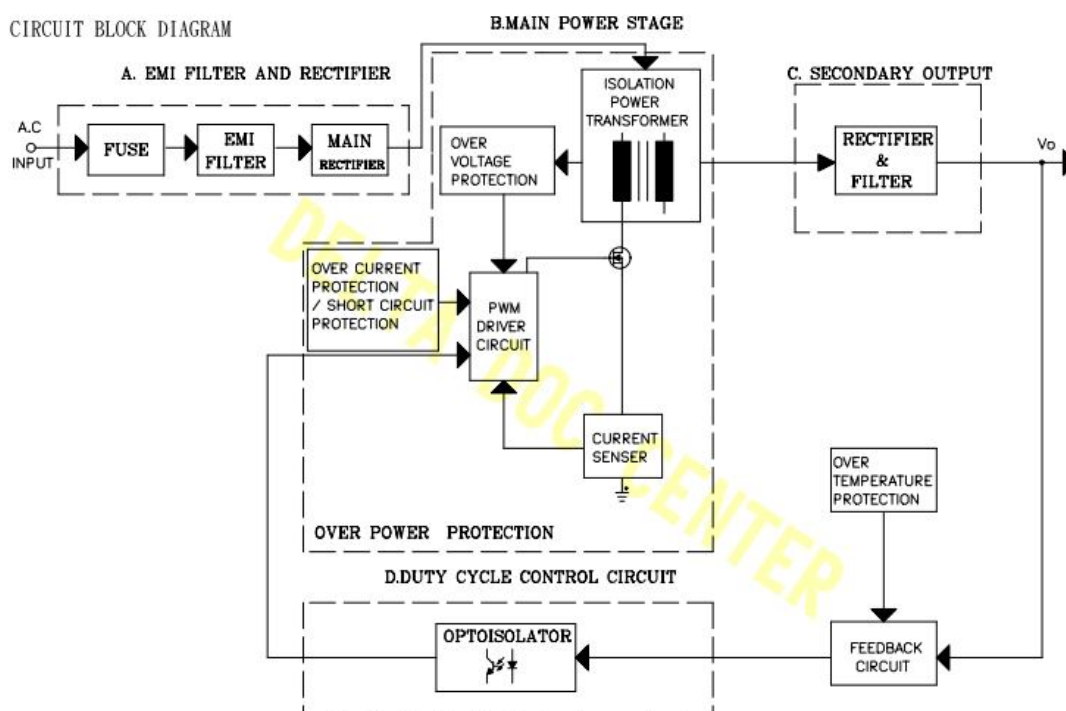 CIRCUIT BLOCK DIAGRAM
B.MAIN POWER STAGE
A. EMI FILTER AND RECTIFIER
C. SECONDARY OUTPUT
A.C
INPUT
FUSE
EMI
FILTER
MAIN
RECTIFIER
OVER
VOLTAGE
PROTECTION
ISOLATION
POWER
TRANSFORMER
RECTIFIER
&
FILTER
Vo
OVER CURRENT
PROTECTION
/ SHORT CIRCUIT
PROTECTION
PWM
DRIVER
CIRCUIT
CURRENT
SENSER
OVER
TEMPERATURE
PROTECTION
OVER POWER PROTECTION
D.DUTY CYCLE CONTROL CIRCUIT
OPTOISOLATOR
FEEDBACK
CIRCUIT
DELTA DOC CENTER